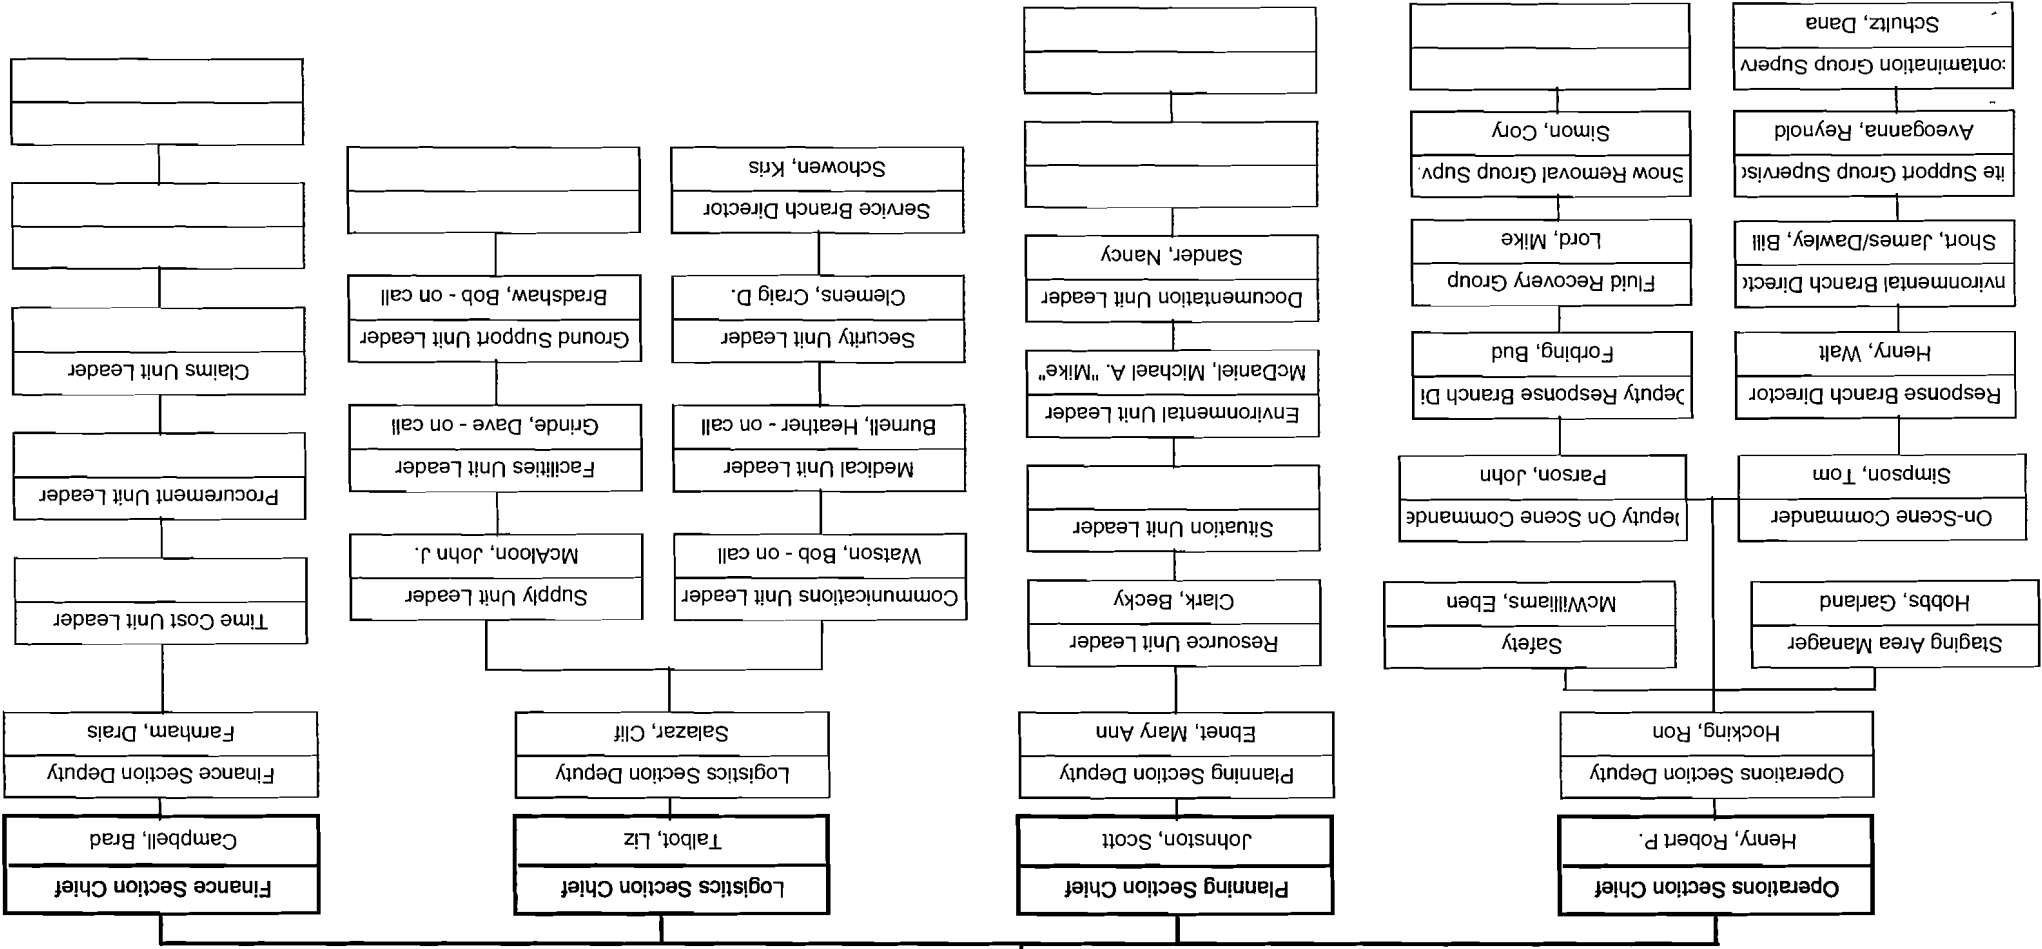 Operations Section Chief
Henry, Robert P.
Operations Section Deputy
Hocking, Ron
Staging Area Manager
Hobbs, Garland
Safety
McWilliams, Eben
On-Scene Commander
Simpson, Tom
Response Branch Director
Henry, Walt
nvironmental Branch Directo
Short, James/Dawley, Bill
ite Support Group Supervis
Aveoganna, Reynold
ontamination Group Superv
Schultz, Dana
eputy On Scene Commande
Parson, John
Deputy Response Branch Di
Forbing, Bud
Fluid Recovery Group
Lord, Mike
Snow Removal Group Supv.
Simon, Cory
Planning Section Chief
Johnston, Scott
Planning Section Deputy
Ebnet, Mary Ann
Resource Unit Leader
Clark, Becky
Situation Unit Leader
Environmental Unit Leader
McDaniel, Michael A. "Mike"
Documentation Unit Leader
Sander, Nancy
Logistics Section Chief
Talbot, Liz
Logistics Section Deputy
Salazar, Clif
Communications Unit Leader
Watson, Bob - on call
Medical Unit Leader
Burnell, Heather - on call
Security Unit Leader
Clemens, Craig D.
Service Branch Director
Schowen, Kris
Supply Unit Leader
McAloon, John J.
Facilities Unit Leader
Grinde, Dave - on call
Ground Support Unit Leader
Bradshaw, Bob - on call
Finance Section Chief
Campbell, Brad
Finance Section Deputy
Farnham, Drais
Time Cost Unit Leader
Procurement Unit Leader
Claims Unit Leader